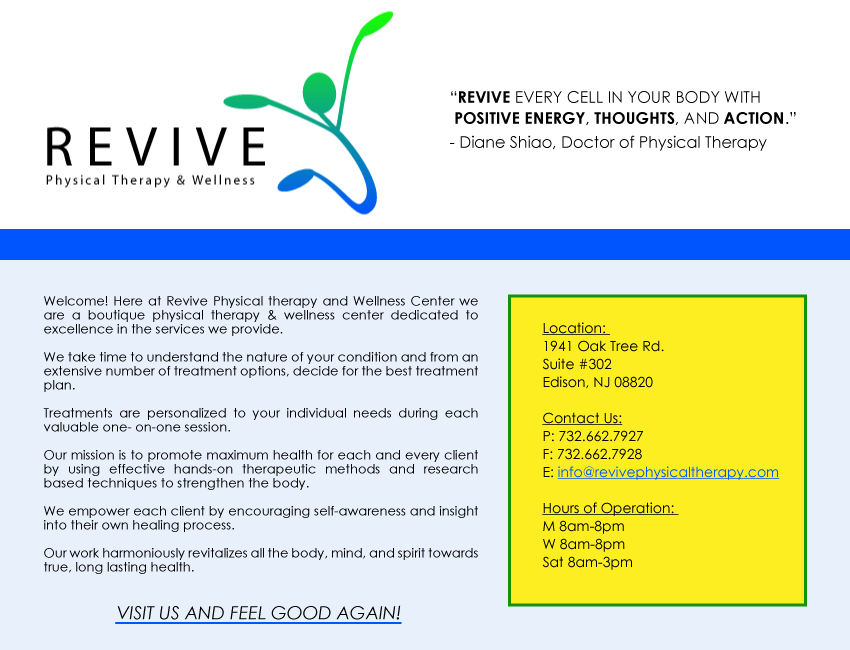 REVIVE
Physical Therapy & Wellness
“REVIVE EVERY CELL IN YOUR BODY WITH
POSITIVE ENERGY, THOUGHTS, AND ACTION.”
- Diane Shiao, Doctor of Physical Therapy
Welcome! Here at Revive Physical therapy and Wellness Center we
are a boutique physical therapy & wellness center dedicated to
excellence in the services we provide.
We take time to understand the nature of your condition and from an
extensive number of treatment options, decide for the best treatment
plan.
Treatments are personalized to your individual needs during each
valuable one- on-one session.
Our mission is to promote maximum health for each and every client
by using effective hands-on therapeutic methods and research
based techniques to strengthen the body.
We empower each client by encouraging self-awareness and insight
into their own healing process.
Our work harmoniously revitalizes all the body, mind, and spirit towards
true, long lasting health.
VISIT US AND FEEL GOOD AGAIN!
Location:
1941 Oak Tree Rd.
Suite #302
Edison, NJ 08820
Contact Us:
P: 732.662.7927
F: 732.662.7928
E: info@revivephysicaltherapy.com
Hours of Operation:
M 8am-8pm
W 8am-8pm
Sat 8am-3pm